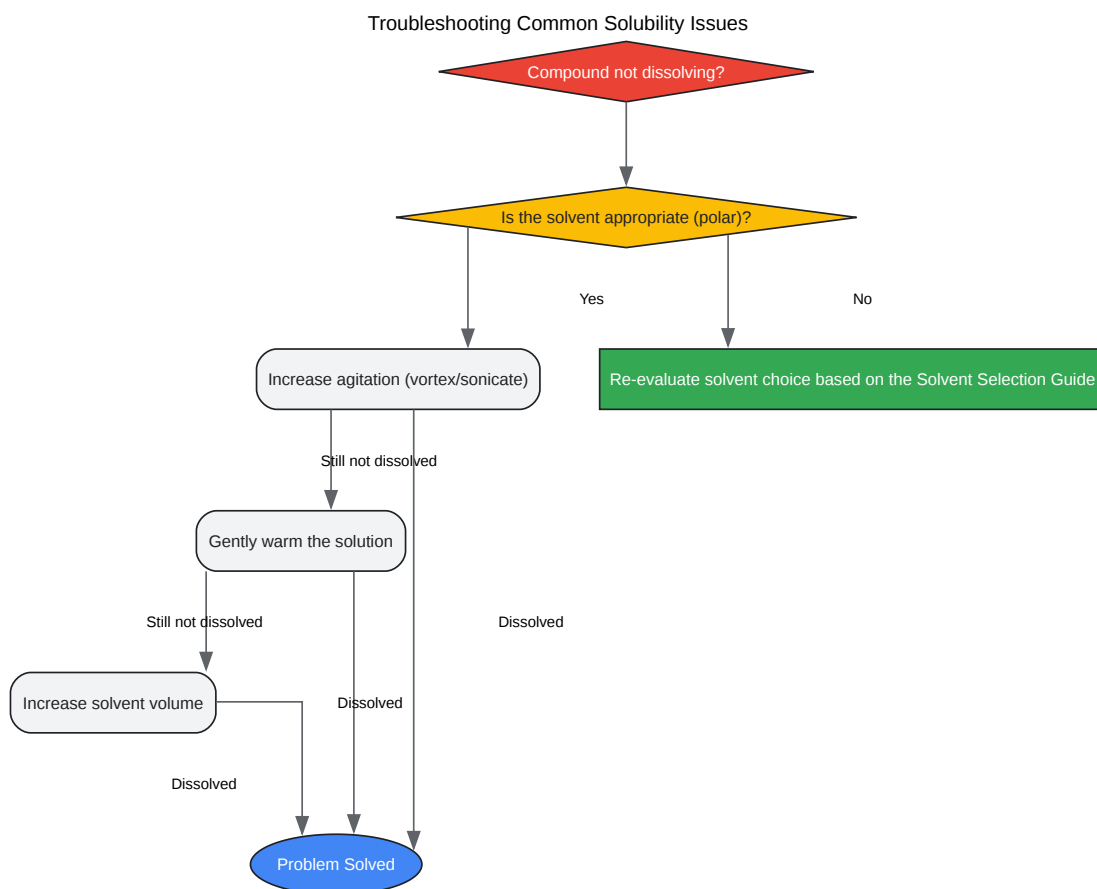 Troubleshooting Common Solubility Issues
Compound not dissolving?
Is the solvent appropriate (polar)?
Yes
No
Increase agitation (vortex/sonicate)
Re-evaluate solvent choice based on the Solvent Selection Guide
Still not dissolved
Gently warm the solution
Still not dissolved
Dissolved
Increase solvent volume
Dissolved
Dissolved
Problem Solved